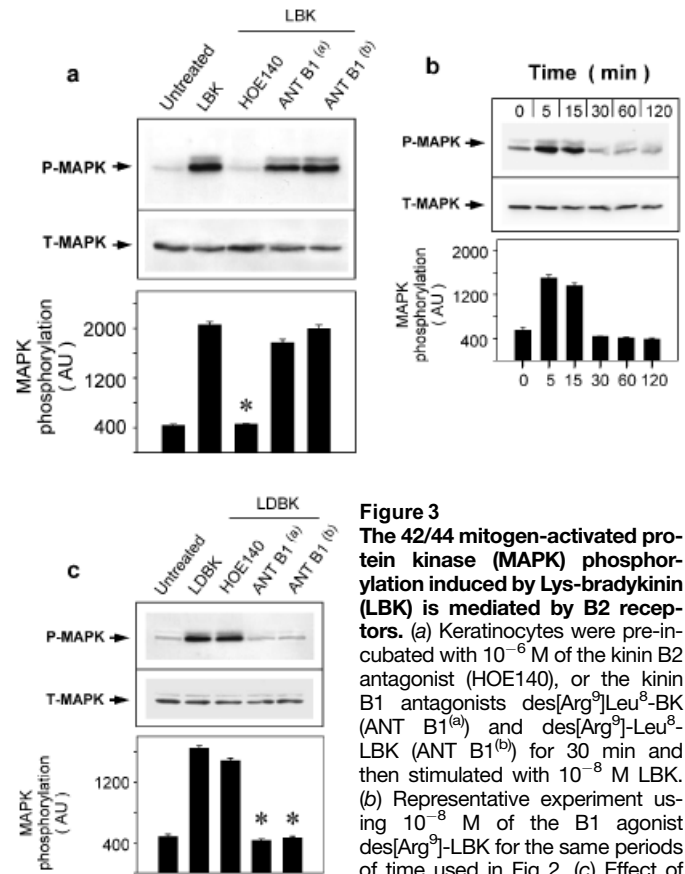 LBK
a
Untreated
LBK
HOE140
ANT B1 (a)
ANT B1 (b)
P-MAPK
T-MAPK
MAPK
phosphorylation
( AU )
2000
1200
400
*
b
Time ( min )
0 5 15 30 60 120
P-MAPK
T-MAPK
MAPK
phosphorylation
( AU )
2000
1200
400
0 5 15 30 60 120
LDBK
c
Untreated
LDBK
HOE140
ANT B1 (a)
ANT B1 (b)
P-MAPK
T-MAPK
MAPK
phosphorylation
( AU )
1200
400
* *
Figure 3
The 42/44 mitogen-activated pro-
tein kinase (MAPK) phosphor-
ylation induced by Lys-bradykinin
(LBK) is mediated by B2 recep-
tors. (a) Keratinocytes were pre-in-
cubated with 10⁻⁶ M of the kinin B2
antagonist (HOE140), or the kinin
B1 antagonists des[Arg⁹]Leu⁸-BK
(ANT B1⁽ᵃ⁾) and des[Arg⁹]-Leu⁸-
LBK (ANT B1⁽ᵇ⁾) for 30 min and
then stimulated with 10⁻⁸ M LBK.
(b) Representative experiment us-
ing 10⁻⁸ M of the B1 agonist
des[Arg⁹]-LBK for the same periods
of time used in Fig 2. (c) Effect of